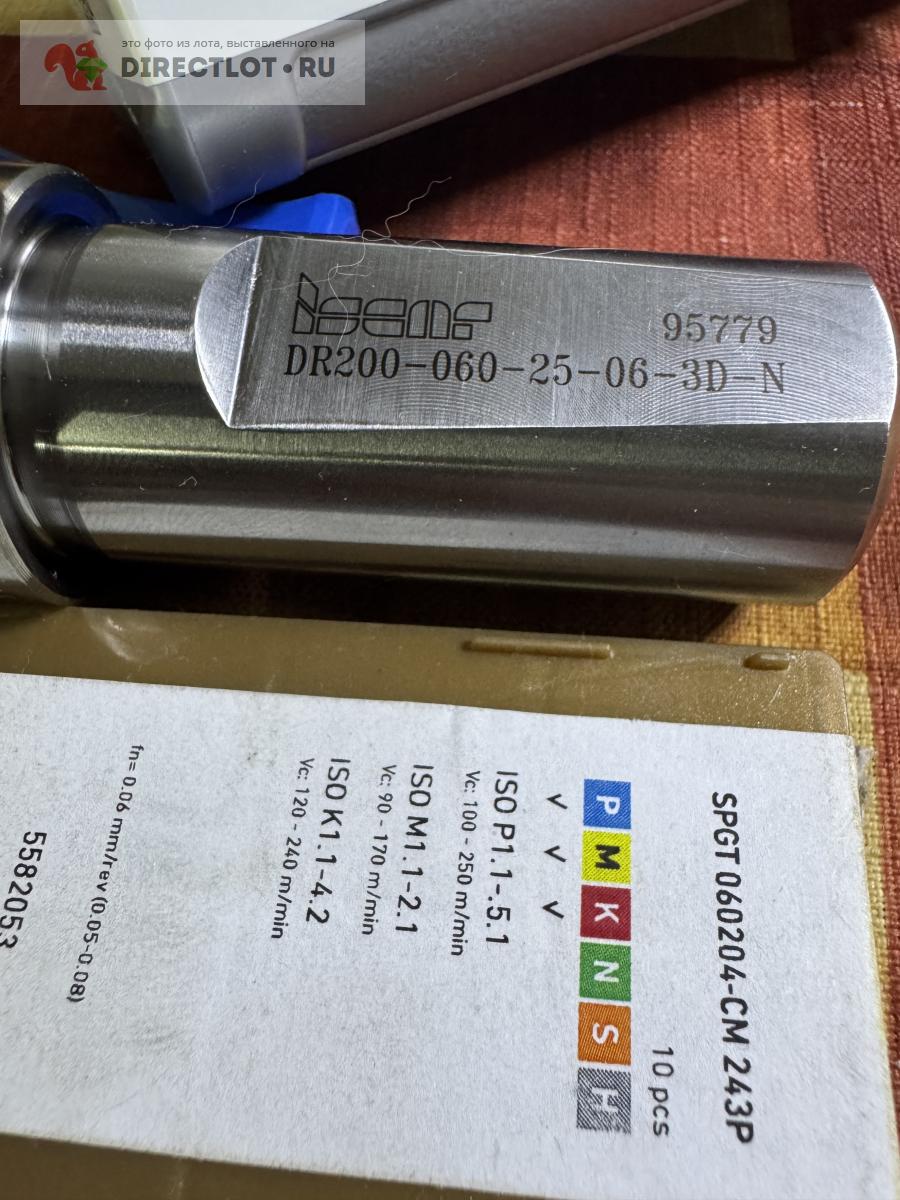 это фото из лота, выставленного на
DIRECTLOT.RU
iscar
95779
DR200-060-25-06-3D-N
SPGT 060204-CM 243P
10 pcs
P M K N S H
v v v
ISO P1.1-.5.1
Vc: 100 - 250 m/min
ISO M1.1-2.1
Vc: 90 - 170 m/min
ISO K1.1-4.2
Vc: 120 - 240 m/min
fn= 0.06 mm/rev (0.05-0.08)
5582053